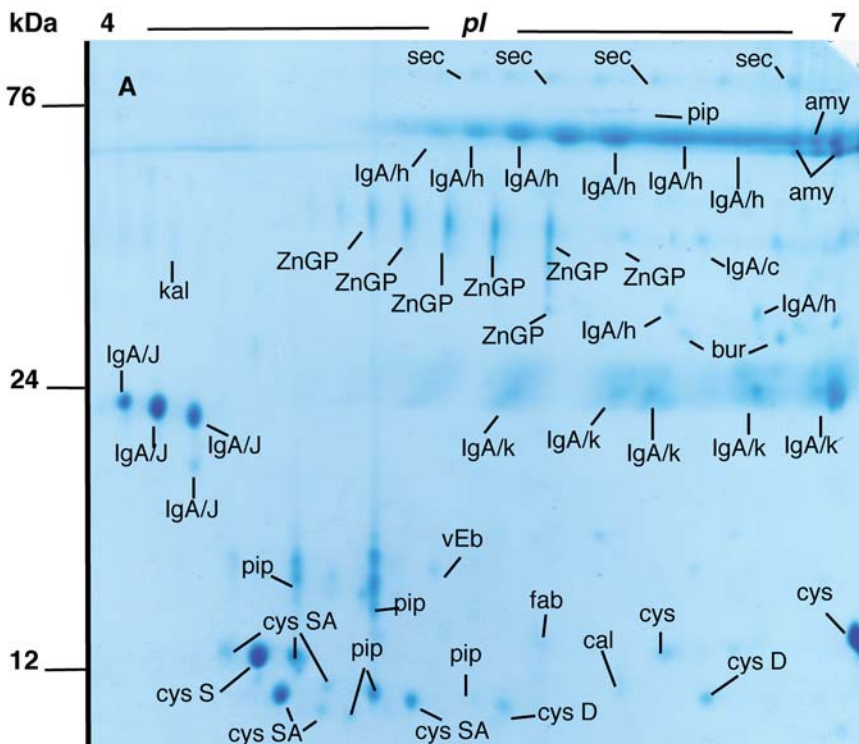 kDa 4 pI 7
A
sec sec sec sec
76
pip amy
IgA/h IgA/h IgA/h IgA/h IgA/h IgA/h amy
ZnGP ZnGP ZnGP ZnGP ZnGP ZnGP IgA/c
kal
ZnGP IgA/h IgA/h
bur
IgA/J
24
IgA/J IgA/J
IgA/k IgA/k IgA/k IgA/k IgA/k
IgA/J
vEb
pip pip fab cys cys
cys SA pip pip cal
12
cys S cys SA cys SA cys D cys D